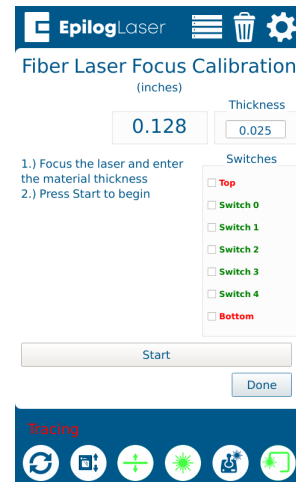 EpilogLaser
Fiber Laser Focus Calibration
(inches)
Thickness
0.128
0.025
1.) Focus the laser and enter
the material thickness
2.) Press Start to begin
Switches
Top
Switch 0
Switch 1
Switch 2
Switch 3
Switch 4
Bottom
Start
Done
Tracing